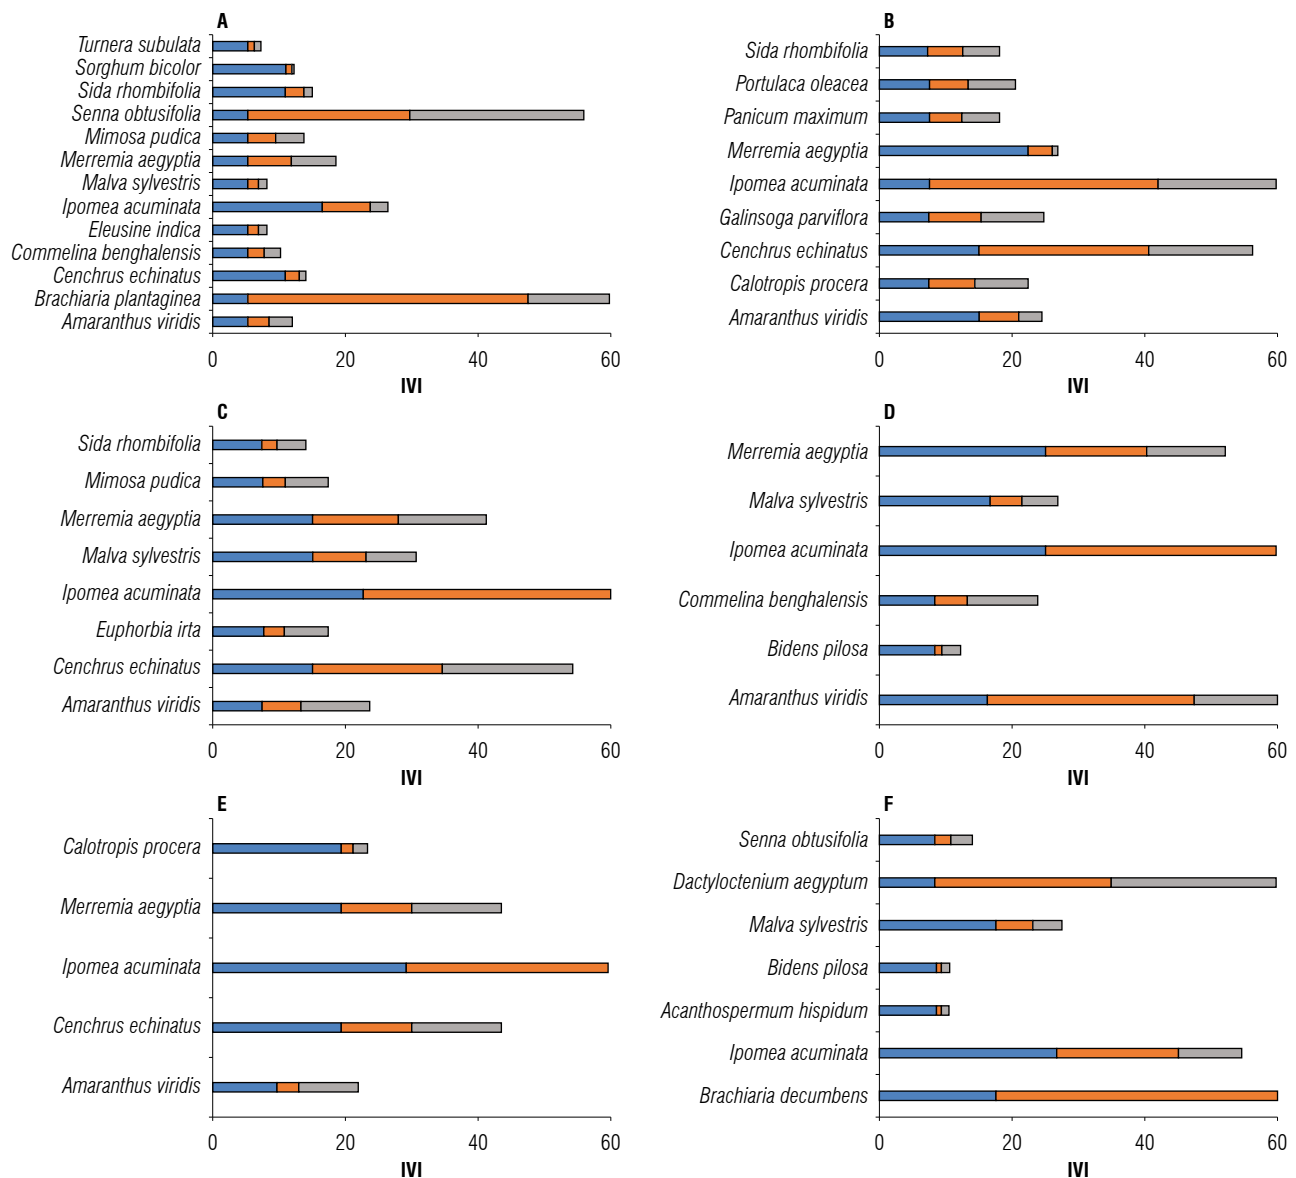 A
Turnera subulata
Sorghum bicolor
Sida rhombifolia
Senna obtusifolia
Mimosa pudica
Merremia aegyptia
Malva sylvestris
Ipomea acuminata
Eleusine indica
Commelina benghalensis
Cenchrus echinatus
Brachiaria plantaginea
Amaranthus viridis
0 20 40 60
IVI
B
Sida rhombifolia
Portulaca oleacea
Panicum maximum
Merremia aegyptia
Ipomea acuminata
Galinsoga parviflora
Cenchrus echinatus
Calotropis procera
Amaranthus viridis
0 20 40 60
IVI
C
Sida rhombifolia
Mimosa pudica
Merremia aegyptia
Malva sylvestris
Ipomea acuminata
Euphorbia irta
Cenchrus echinatus
Amaranthus viridis
0 20 40 60
IVI
D
Merremia aegyptia
Malva sylvestris
Ipomea acuminata
Commelina benghalensis
Bidens pilosa
Amaranthus viridis
0 20 40 60
IVI
E
Calotropis procera
Merremia aegyptia
Ipomea acuminata
Cenchrus echinatus
Amaranthus viridis
0 20 40 60
IVI
F
Senna obtusifolia
Dactyloctenium aegyptum
Malva sylvestris
Bidens pilosa
Acanthospermum hispidum
Ipomea acuminata
Brachiaria decumbens
0 20 40 60
IVI